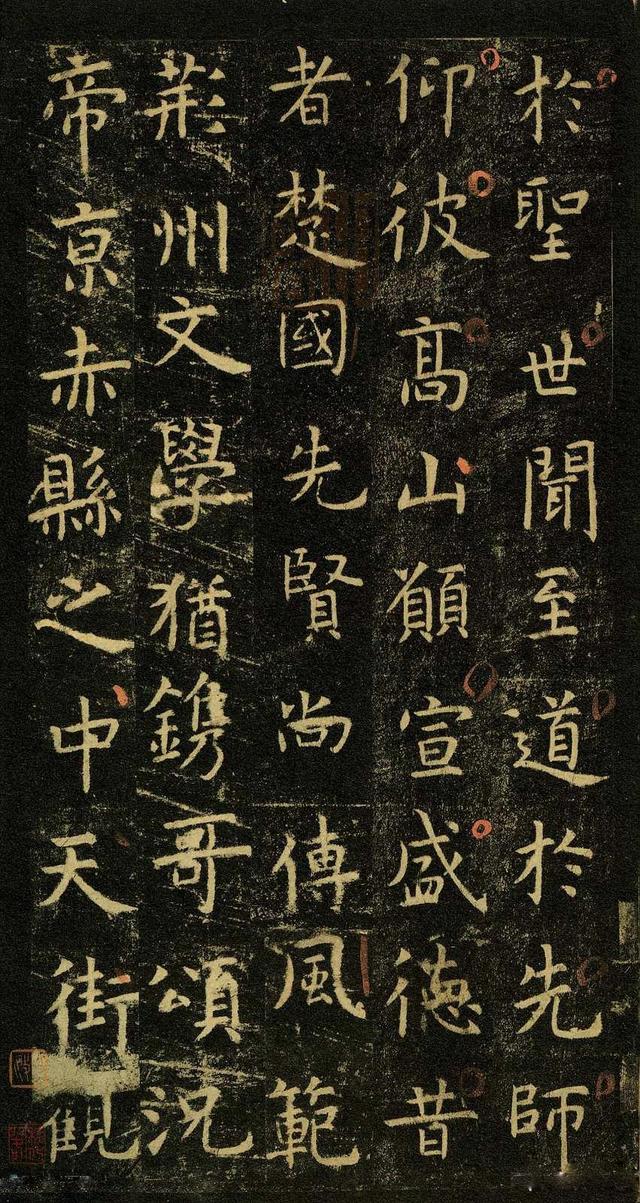 於聖世聞至道於先師
仰彼高山願宣盛德昔
者楚國先賢尚傳風範
荊州文學猶鐫哥頌況
帝京赤縣之中天街觀